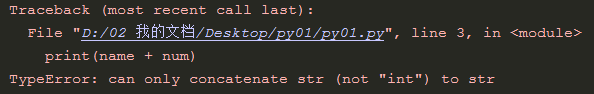 Traceback (most recent call last):
File "D:/02 我的文档/Desktop/py01/py01.py", line 3, in <module>
print(name + num)
TypeError: can only concatenate str (not "int") to str